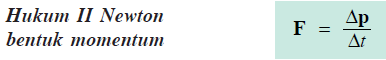 Hukum II Newton
bentuk momentum
F = Δp / Δt